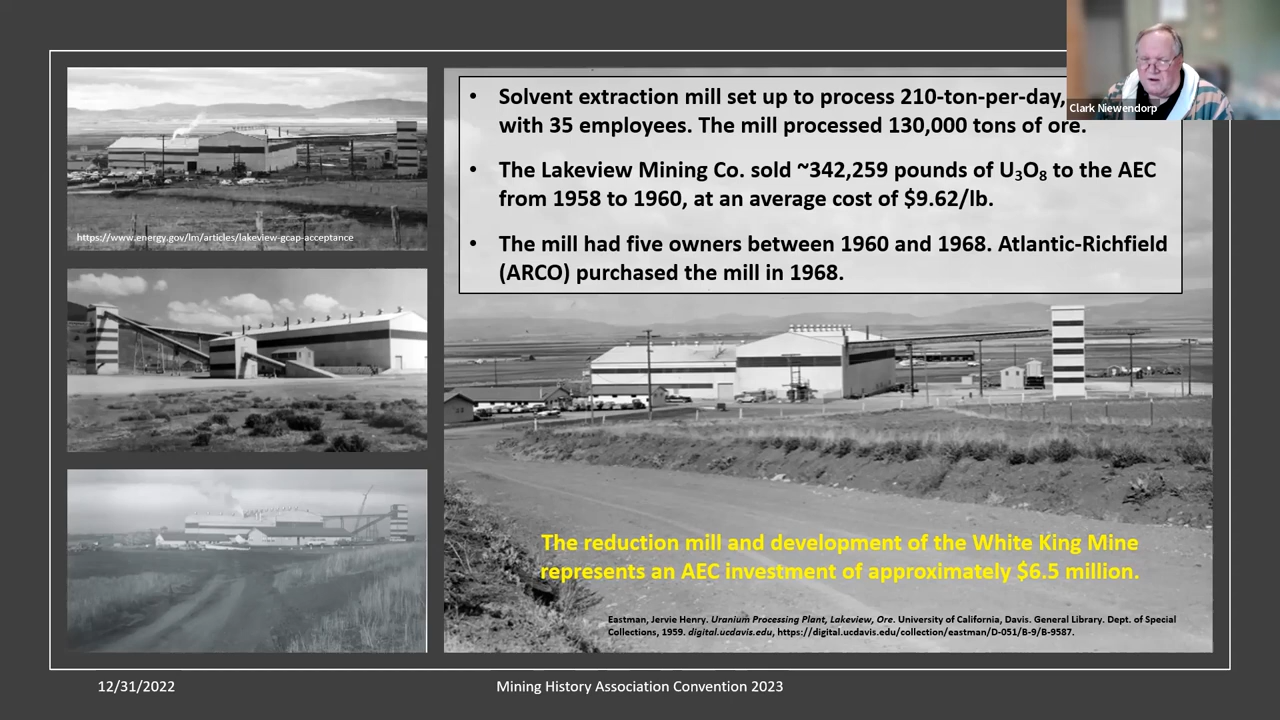 Clark Niewendorp
• Solvent extraction mill set up to process 210-ton-per-day,
with 35 employees. The mill processed 130,000 tons of ore.
• The Lakeview Mining Co. sold ~342,259 pounds of U₃O₈ to the AEC
from 1958 to 1960, at an average cost of $9.62/lb.
• The mill had five owners between 1960 and 1968. Atlantic-Richfield
(ARCO) purchased the mill in 1968.
https://www.energy.gov/lm/articles/lakeview-gcap-acceptance
The reduction mill and development of the White King Mine
represents an AEC investment of approximately $6.5 million.
Eastman, Jervie Henry. Uranium Processing Plant, Lakeview, Ore. University of California, Davis. General Library. Dept. of Special
Collections, 1959. digital.ucdavis.edu, https://digital.ucdavis.edu/collection/eastman/D-051/B-9/B-9587.
12/31/2022
Mining History Association Convention 2023